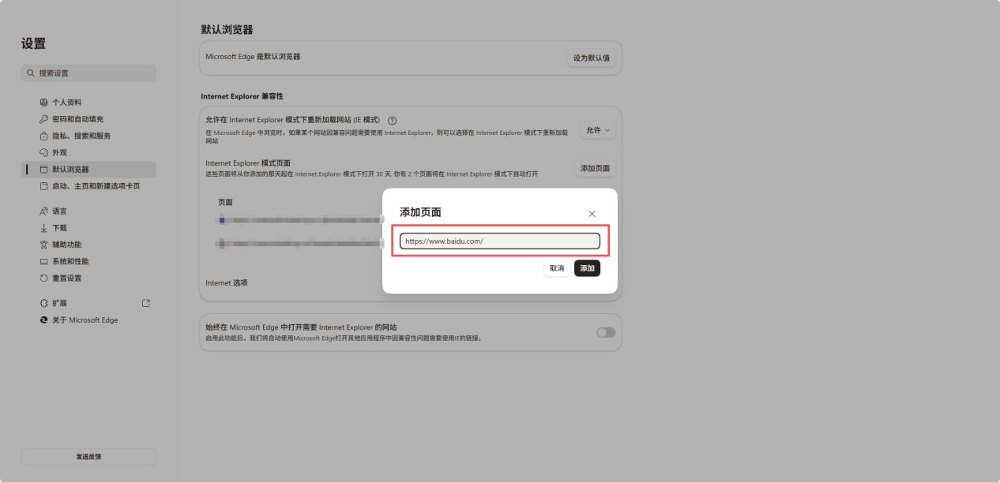 设置
搜索设置
个人资料
密码和自动填充
隐私、搜索和服务
外观
默认浏览器
启动、主页和新建选项卡页
语言
下载
辅助功能
系统和性能
重置设置
扩展
关于 Microsoft Edge
发送反馈
默认浏览器
Microsoft Edge 是默认浏览器
设为默认值
Internet Explorer 兼容性
允许在 Internet Explorer 模式下重新加载网站 (IE 模式)
在 Microsoft Edge 中浏览时，如果某个网站因兼容问题需要使用 Internet Explorer，则可以选择在 Internet Explorer 模式下重新加载
网站
允许
Internet Explorer 模式页面
这些页面将从你添加的那天起在 Internet Explorer 模式下打开 30 天. 你有 2 个页面将在 Internet Explorer 模式下自动打开
添加页面
页面
Internet 选项
添加页面
https://www.baidu.com/
取消
添加
始终在 Microsoft Edge 中打开需要 Internet Explorer 的网站
启用此功能后，我们将自动使用Microsoft Edge打开其他应用程序中因兼容性问题需要使用IE的链接。